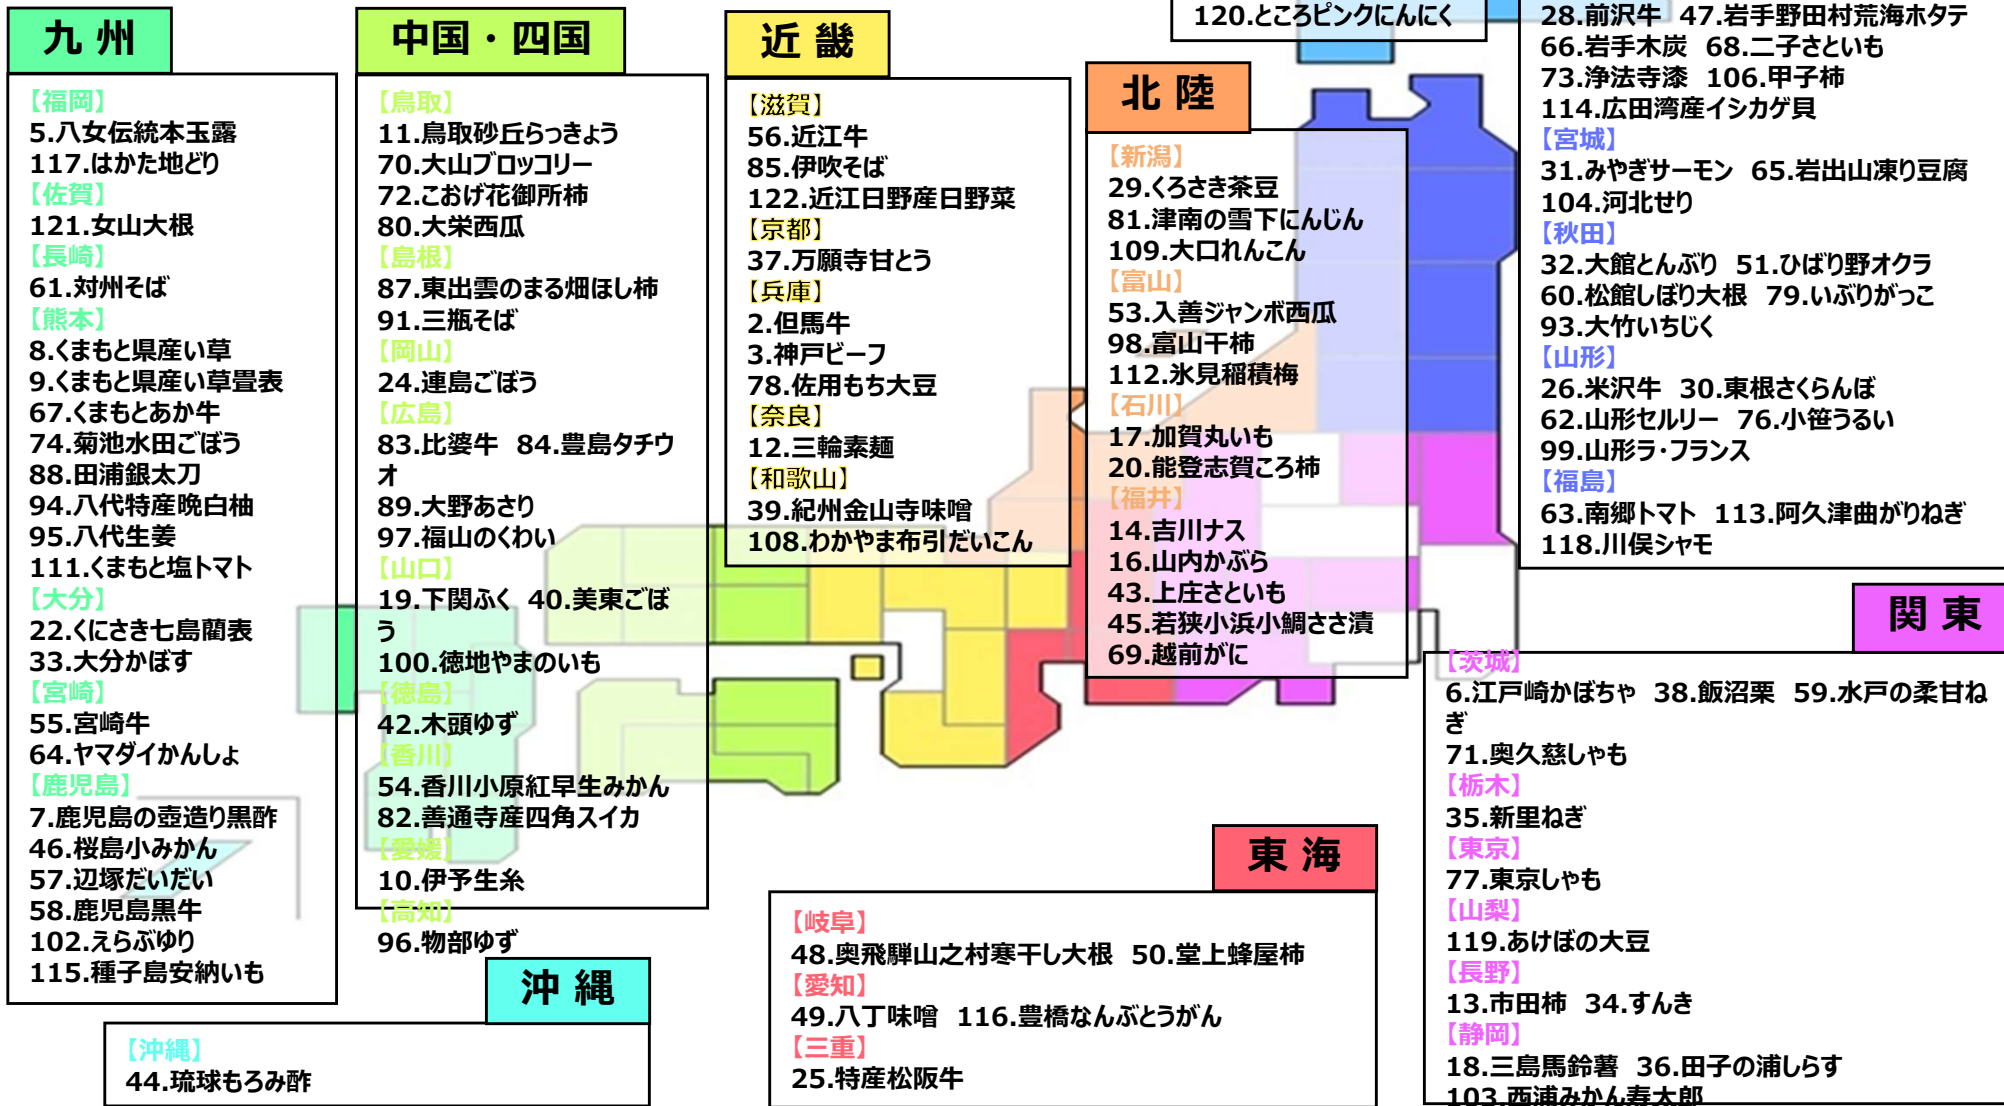 九州
【福岡】
5.八女伝統本玉露
117.はかた地どり
【佐賀】
121.女山大根
【長崎】
61.対州そば
【熊本】
8.くまもと県産い草
9.くまもと県産い草畳表
67.くまもとあか牛
74.菊池水田ごぼう
88.田浦銀太刀
94.八代特産晩白柚
95.八代生姜
111.くまもと塩トマト
【大分】
22.くにさき七島藺表
33.大分かぼす
【宮崎】
55.宮崎牛
64.ヤマダイかんしょ
【鹿児島】
7.鹿児島の壺造り黒酢
46.桜島小みかん
57.辺塚だいだい
58.鹿児島黒牛
102.えらぶゆり
115.種子島安納いも
中国・四国
【鳥取】
11.鳥取砂丘らっきょう
70.大山ブロッコリー
72.こおげ花御所柿
80.大栄西瓜
【島根】
87.東出雲のまる畑ほし柿
91.三瓶そば
【岡山】
24.連島ごぼう
【広島】
83.比婆牛 84.豊島タチウ
オ
89.大野あさり
97.福山のくわい
【山口】
19.下関ふく 40.美東ごぼ
う
100.徳地やまのいも
【徳島】
42.木頭ゆず
【香川】
54.香川小原紅早生みかん
82.善通寺産四角スイカ
【愛媛】
10.伊予生糸
【高知】
96.物部ゆず
沖縄
【沖縄】
44.琉球もろみ酢
近畿
【滋賀】
56.近江牛
85.伊吹そば
122.近江日野産日野菜
【京都】
37.万願寺甘とう
【兵庫】
2.但馬牛
3.神戸ビーフ
78.佐用もち大豆
【奈良】
12.三輪素麺
【和歌山】
39.紀州金山寺味噌
108.わかやま布引だいこん
120.ところピンクにんにく
北陸
【新潟】
29.くろさき茶豆
81.津南の雪下にんじん
109.大口れんこん
【富山】
53.入善ジャンボ西瓜
98.富山干柿
112.氷見稲積梅
【石川】
17.加賀丸いも
20.能登志賀ころ柿
【福井】
14.吉川ナス
16.山内かぶら
43.上庄さといも
45.若狭小浜小鯛ささ漬
69.越前がに
東海
【岐阜】
48.奥飛騨山之村寒干し大根 50.堂上蜂屋柿
【愛知】
49.八丁味噌 116.豊橋なんぶとうがん
【三重】
25.特産松阪牛
28.前沢牛 47.岩手野田村荒海ホタテ
66.岩手木炭 68.二子さといも
73.浄法寺漆 106.甲子柿
114.広田湾産イシカゲ貝
【宮城】
31.みやぎサーモン 65.岩出山凍り豆腐
104.河北せり
【秋田】
32.大館とんぶり 51.ひばり野オクラ
60.松館しぼり大根 79.いぶりがっこ
93.大竹いちじく
【山形】
26.米沢牛 30.東根さくらんぼ
62.山形セルリー 76.小笹うるい
99.山形ラ・フランス
【福島】
63.南郷トマト 113.阿久津曲がりねぎ
118.川俣シャモ
関東
【茨城】
6.江戸崎かぼちゃ 38.飯沼栗 59.水戸の柔甘ね
ぎ
71.奥久慈しゃも
【栃木】
35.新里ねぎ
【東京】
77.東京しゃも
【山梨】
119.あけぼの大豆
【長野】
13.市田柿 34.すんき
【静岡】
18.三島馬鈴薯 36.田子の浦しらす
103.西浦みかん寿太郎